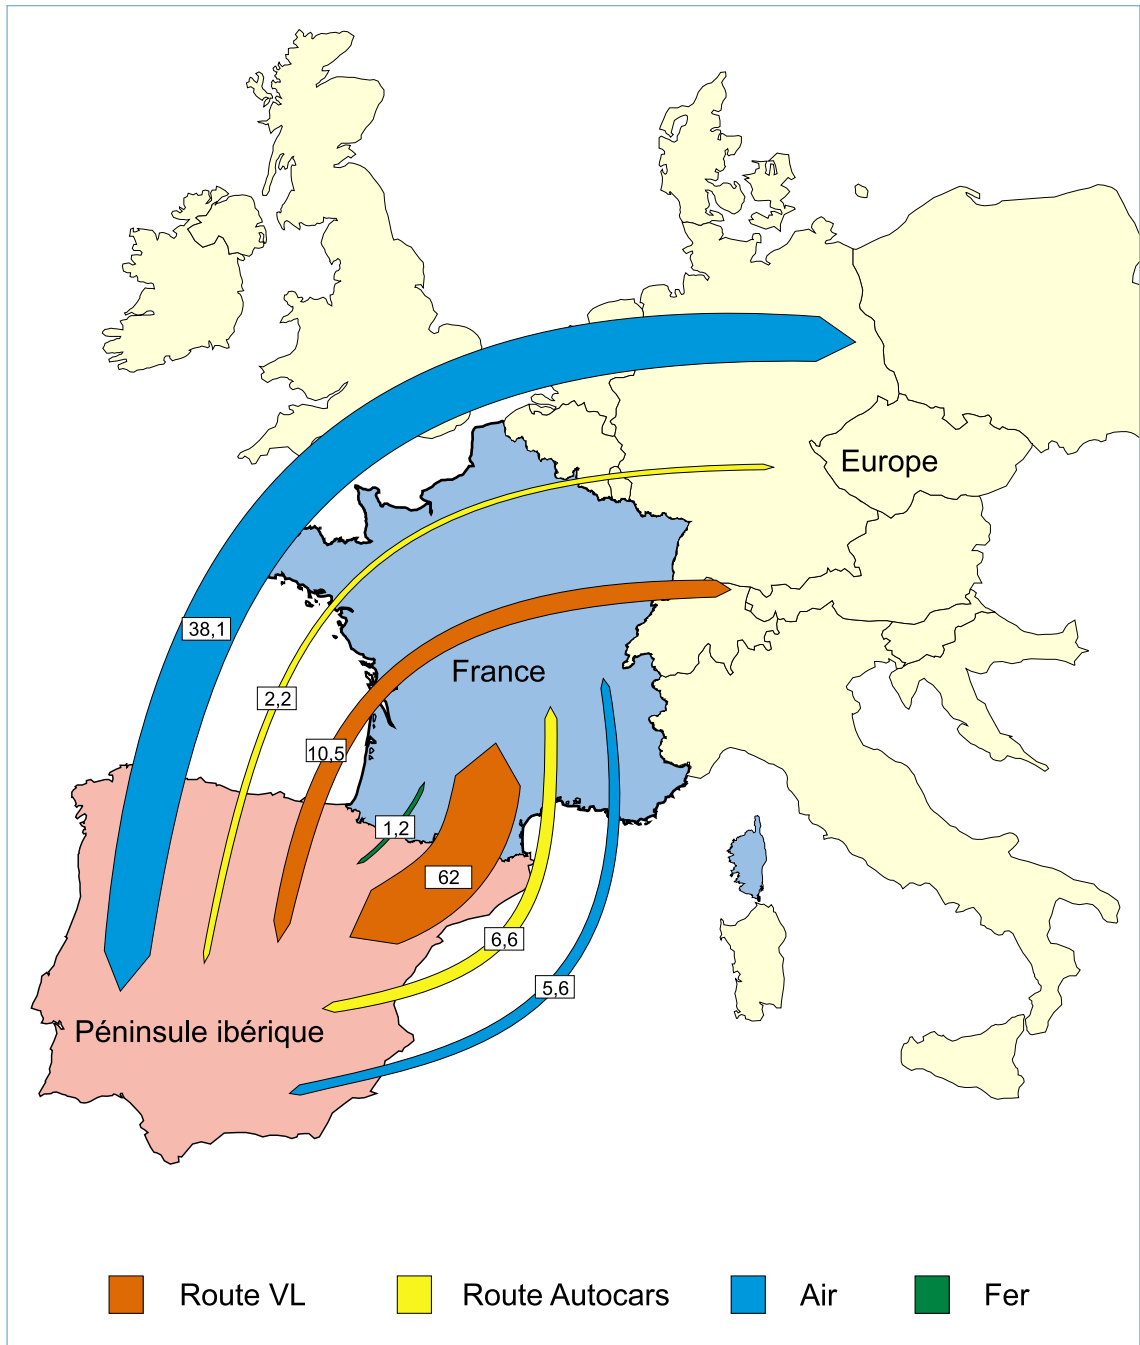 Europe
38,1
France
2,2
10,5
1,2
62
6,6
5,6
Péninsule ibérique
Route VL
Route Autocars
Air
Fer